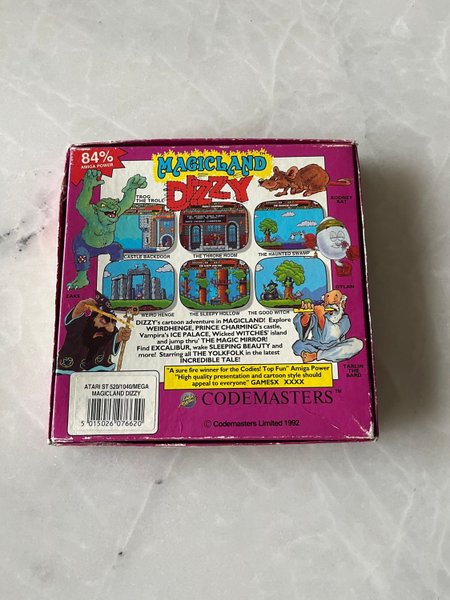 84%
MEGA POWER
MAGICLAND
DIZZY
TROG
THE TROLL
RODNEY
RAT
CASTLE BACKDOOR
THE THRONE ROOM
THE HAUNTED SWAMP
ZAKS
DYLAN
WEIRD HENGE
THE SLEEPY HOLLOW
THE GOOD WITCH
DIZZY's cartoon adventure in MAGICLAND! Explore
WEIRDHENGE, PRINCE CHARMING's castle,
Vampira's ICE PALACE, Wicked WITCHES' island
and jump thru' THE MAGIC MIRROR!
Find EXCALIBUR, wake SLEEPING BEAUTY and
more! Starring all THE YOLKFOLK in the latest
INCREDIBLE TALE!
TARLIN
THE BARD
"A sure fire winner for the Codies' Top Fun" Amiga Power
"High quality presentation and cartoon style should
appeal to everyone" GAMESX XXXX
ATARI ST 520/1040/MEGA
MAGICLAND DIZZY
5 015026 076620
CODEMASTERS™
© Codemasters Limited 1992